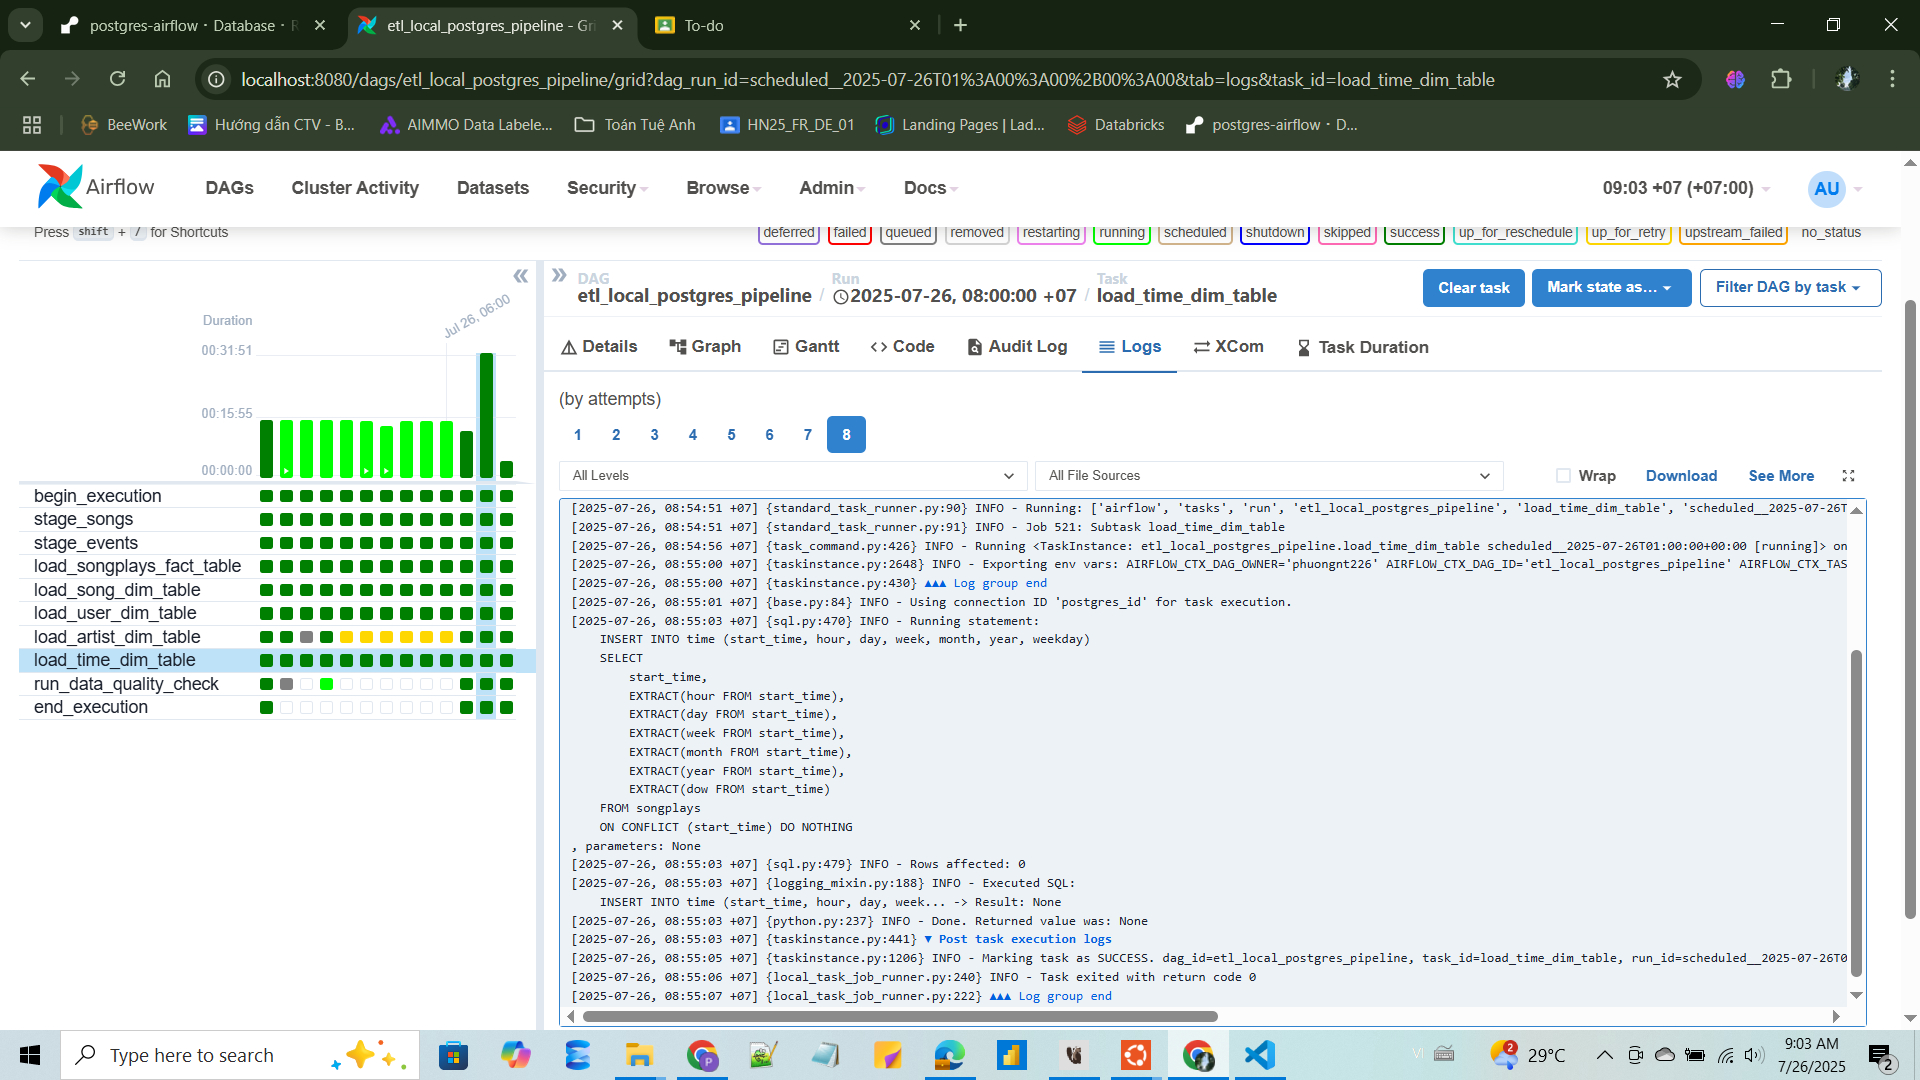 postgres-airflow · Database · R
etl_local_postgres_pipeline - Gri
To-do
localhost:8080/dags/etl_local_postgres_pipeline/grid?dag_run_id=scheduled__2025-07-26T01%3A00%3A00%2B00%3A00&tab=logs&task_id=load_time_dim_table
BeeWork
Hướng dẫn CTV - B...
AIMMO Data Labele...
Toán Tuệ Anh
HN25_FR_DE_01
Landing Pages | Lad...
Databricks
postgres-airflow · D...
Airflow
DAGs
Cluster Activity
Datasets
Security
Browse
Admin
Docs
09:03 +07 (+07:00)
AU
Press shift + / for Shortcuts
deferred failed queued removed restarting running scheduled shutdown skipped success up_for_reschedule up_for_retry upstream_failed no_status
Duration
Jul 26, 06:00
00:31:51
00:15:55
00:00:00
begin_execution
stage_songs
stage_events
load_songplays_fact_table
load_song_dim_table
load_user_dim_table
load_artist_dim_table
load_time_dim_table
run_data_quality_check
end_execution
DAG
etl_local_postgres_pipeline /
Run
2025-07-26, 08:00:00 +07 /
Task
load_time_dim_table
Clear task
Mark state as...
Filter DAG by task
Details
Graph
Gantt
Code
Audit Log
Logs
XCom
Task Duration
(by attempts)
1 2 3 4 5 6 7 8
All Levels
All File Sources
Wrap
Download
See More
[2025-07-26, 08:54:51 +07] {standard_task_runner.py:90} INFO - Running: ['airflow', 'tasks', 'run', 'etl_local_postgres_pipeline', 'load_time_dim_table', 'scheduled__2025-07-26T
[2025-07-26, 08:54:51 +07] {standard_task_runner.py:91} INFO - Job 521: Subtask load_time_dim_table
[2025-07-26, 08:54:56 +07] {task_command.py:426} INFO - Running <TaskInstance: etl_local_postgres_pipeline.load_time_dim_table scheduled__2025-07-26T01:00:00+00:00 [running]> on
[2025-07-26, 08:55:00 +07] {taskinstance.py:2648} INFO - Exporting env vars: AIRFLOW_CTX_DAG_OWNER='phuongnt226' AIRFLOW_CTX_DAG_ID='etl_local_postgres_pipeline' AIRFLOW_CTX_TAS
[2025-07-26, 08:55:00 +07] {taskinstance.py:430} ▲▲▲ Log group end
[2025-07-26, 08:55:01 +07] {base.py:84} INFO - Using connection ID 'postgres_id' for task execution.
[2025-07-26, 08:55:03 +07] {sql.py:470} INFO - Running statement:
INSERT INTO time (start_time, hour, day, week, month, year, weekday)
SELECT
start_time,
EXTRACT(hour FROM start_time),
EXTRACT(day FROM start_time),
EXTRACT(week FROM start_time),
EXTRACT(month FROM start_time),
EXTRACT(year FROM start_time),
EXTRACT(dow FROM start_time)
FROM songplays
ON CONFLICT (start_time) DO NOTHING
, parameters: None
[2025-07-26, 08:55:03 +07] {sql.py:479} INFO - Rows affected: 0
[2025-07-26, 08:55:03 +07] {logging_mixin.py:188} INFO - Executed SQL:
INSERT INTO time (start_time, hour, day, week... -> Result: None
[2025-07-26, 08:55:03 +07] {python.py:237} INFO - Done. Returned value was: None
[2025-07-26, 08:55:03 +07] {taskinstance.py:441} ▼ Post task execution logs
[2025-07-26, 08:55:05 +07] {taskinstance.py:1206} INFO - Marking task as SUCCESS. dag_id=etl_local_postgres_pipeline, task_id=load_time_dim_table, run_id=scheduled__2025-07-26T0
[2025-07-26, 08:55:06 +07] {local_task_job_runner.py:240} INFO - Task exited with return code 0
[2025-07-26, 08:55:07 +07] {local_task_job_runner.py:222} ▲▲▲ Log group end
Type here to search
P
VI
2
29°C
9:03 AM
7/26/2025
2